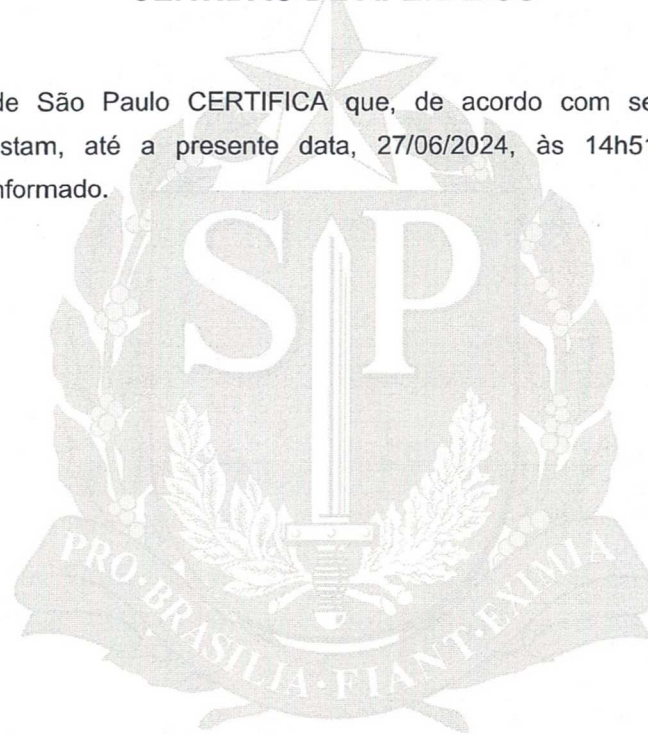 de São Paulo CERTIFICA que, de acordo com se
stam, até a presente data, 27/06/2024, às 14h51
nformado.
SP
PRO·BRASILIA·FIANT·EXIMIA